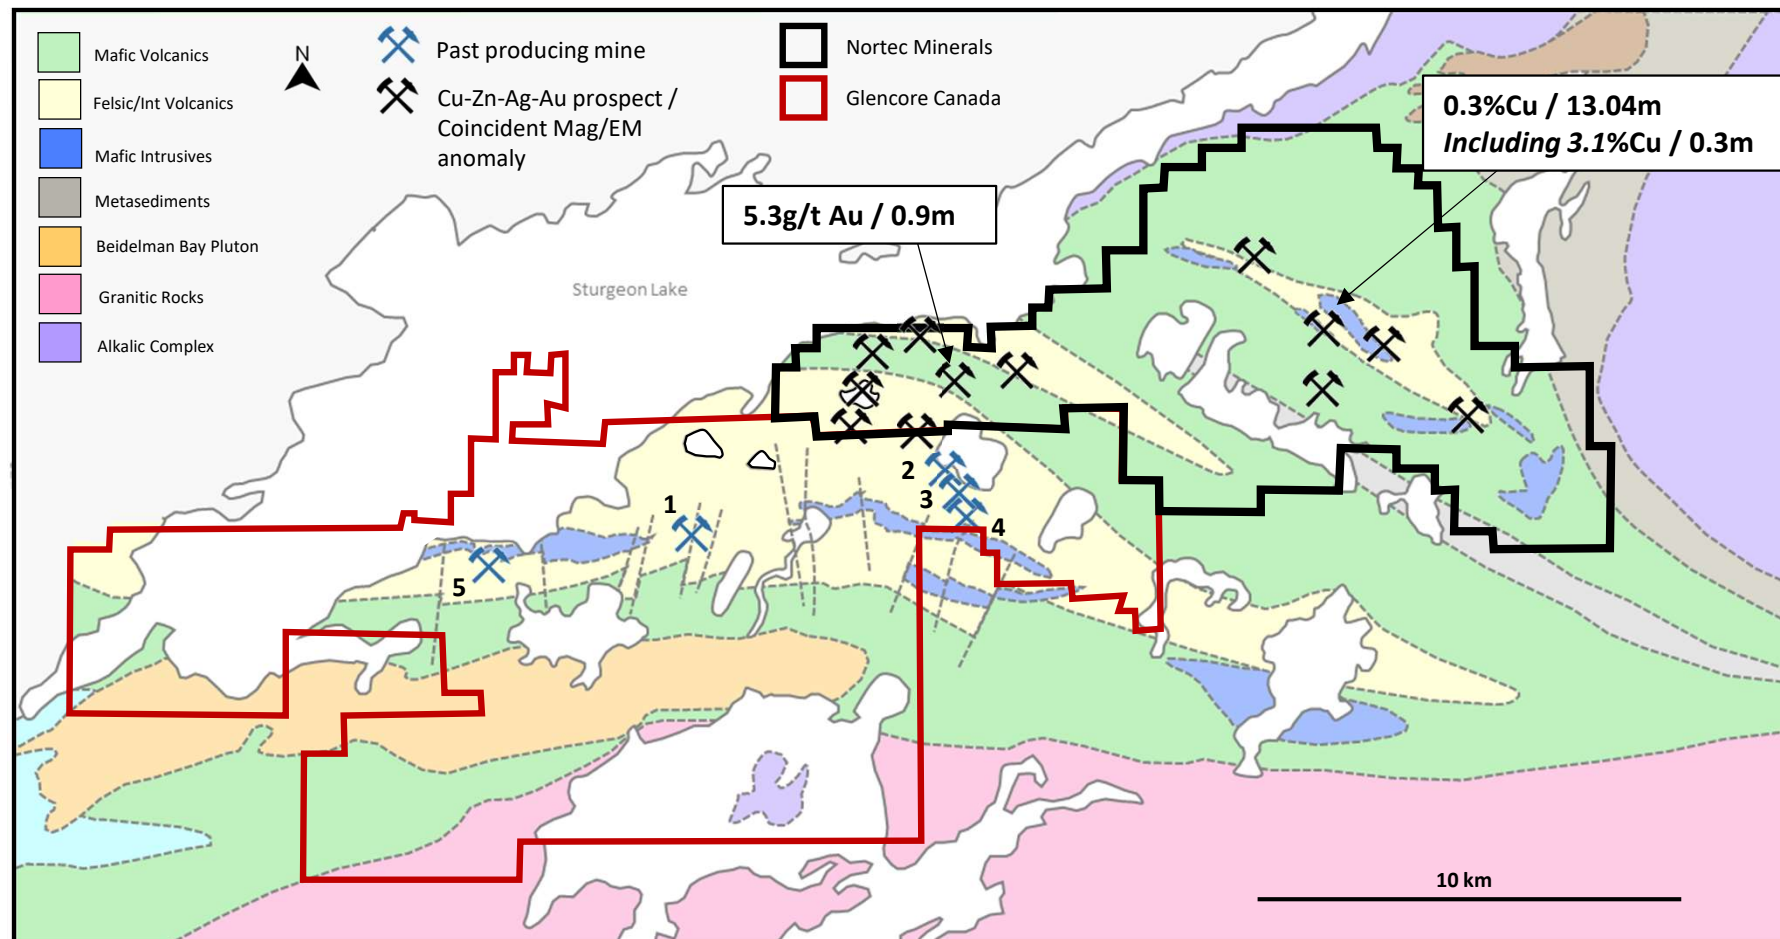 Mafic Volcanics
Felsic/Int Volcanics
Mafic Intrusives
Metasediments
Beidelman Bay Pluton
Granitic Rocks
Alkalic Complex
N
Past producing mine
Cu-Zn-Ag-Au prospect /
Coincident Mag/EM
anomaly
Nortec Minerals
Glencore Canada
0.3%Cu / 13.04m
Including 3.1%Cu / 0.3m
5.3g/t Au / 0.9m
Sturgeon Lake
2
3
1
4
5
10 km